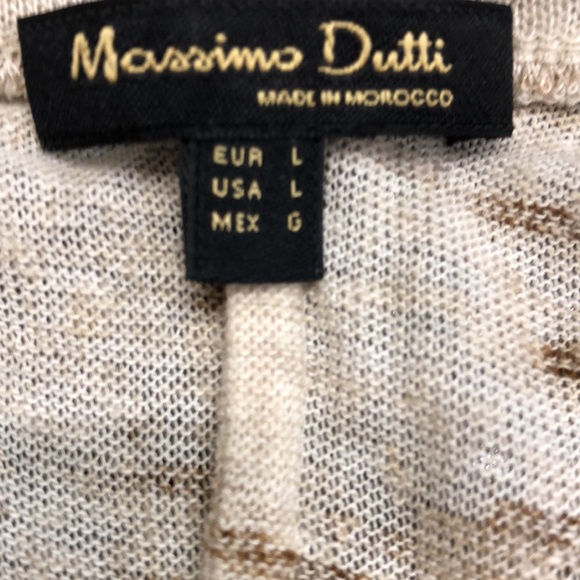 Massimo Dutti
MADE IN MOROCCO
EUR L
USA L
MEX G